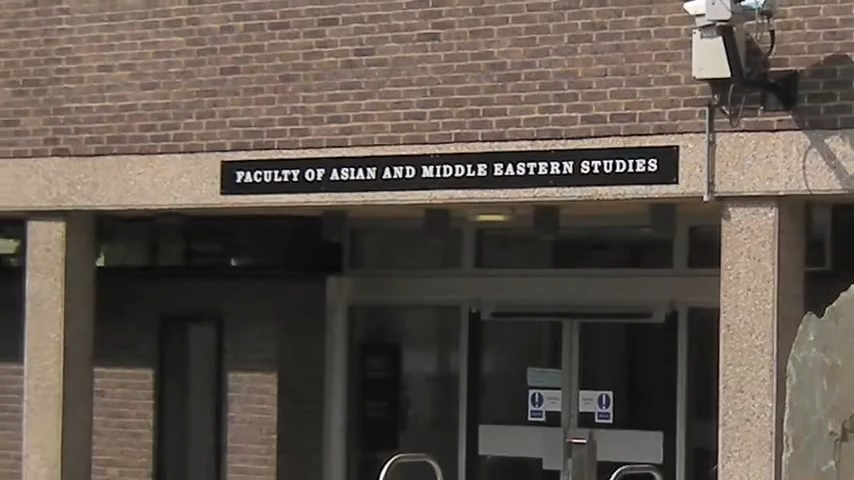 FACULTY OF ASIAN AND MIDDLE EASTERN STUDIES